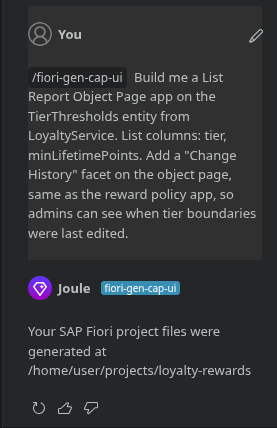 You
/fiori-gen-cap-ui Build me a List
Report Object Page app on the
TierThresholds entity from
LoyaltyService. List columns: tier,
minLifetimePoints. Add a "Change
History" facet on the object page,
same as the reward policy app, so
admins can see when tier boundaries
were last edited.
Joule fiori-gen-cap-ui
Your SAP Fiori project files were
generated at
/home/user/projects/loyalty-rewards